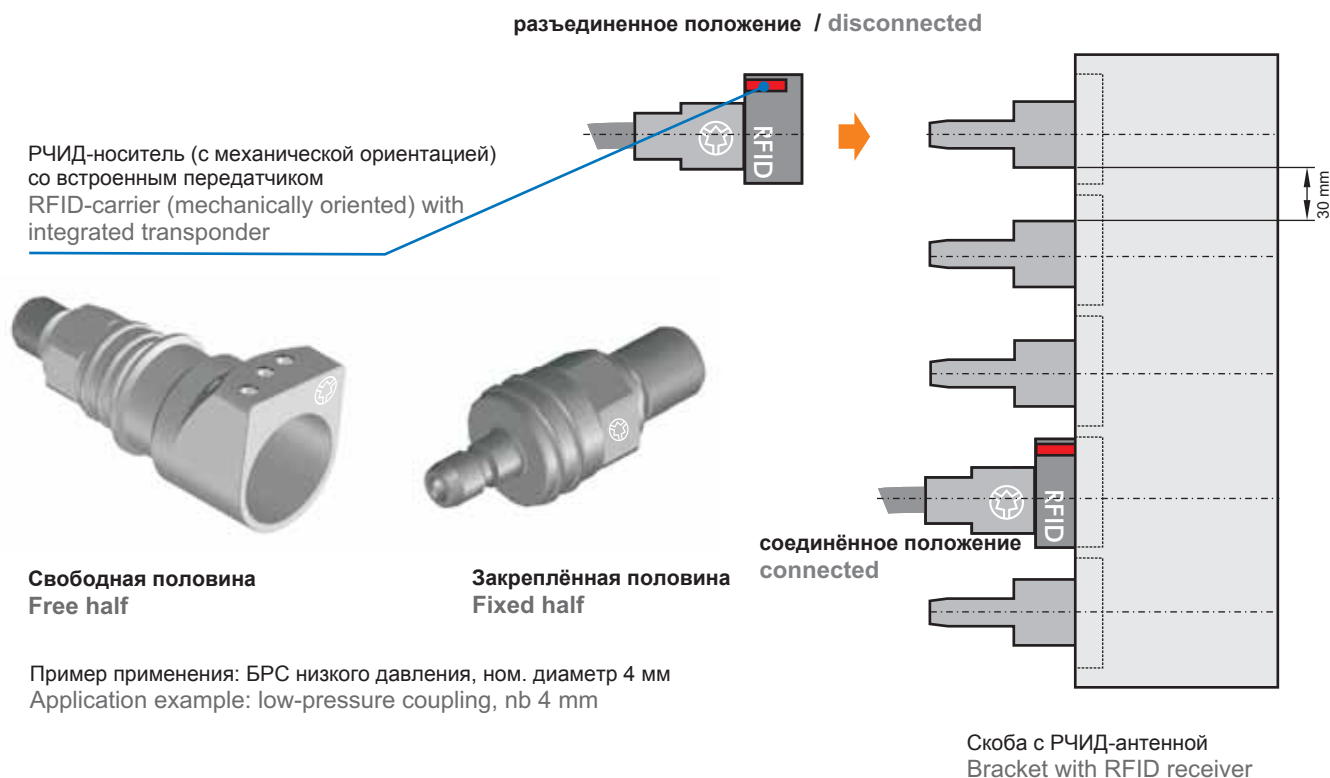 разъединенное положение / disconnected
РЧИД-носитель (с механической ориентацией)
со встроенным передатчиком
RFID-carrier (mechanically oriented) with
integrated transponder
RFID
30 mm
RFID
соединённое положение
connected
Свободная половина
Free half
Закреплённая половина
Fixed half
Пример применения: БРС низкого давления, ном. диаметр 4 мм
Application example: low-pressure coupling, nb 4 mm
Скоба с РЧИД-антенной
Bracket with RFID receiver